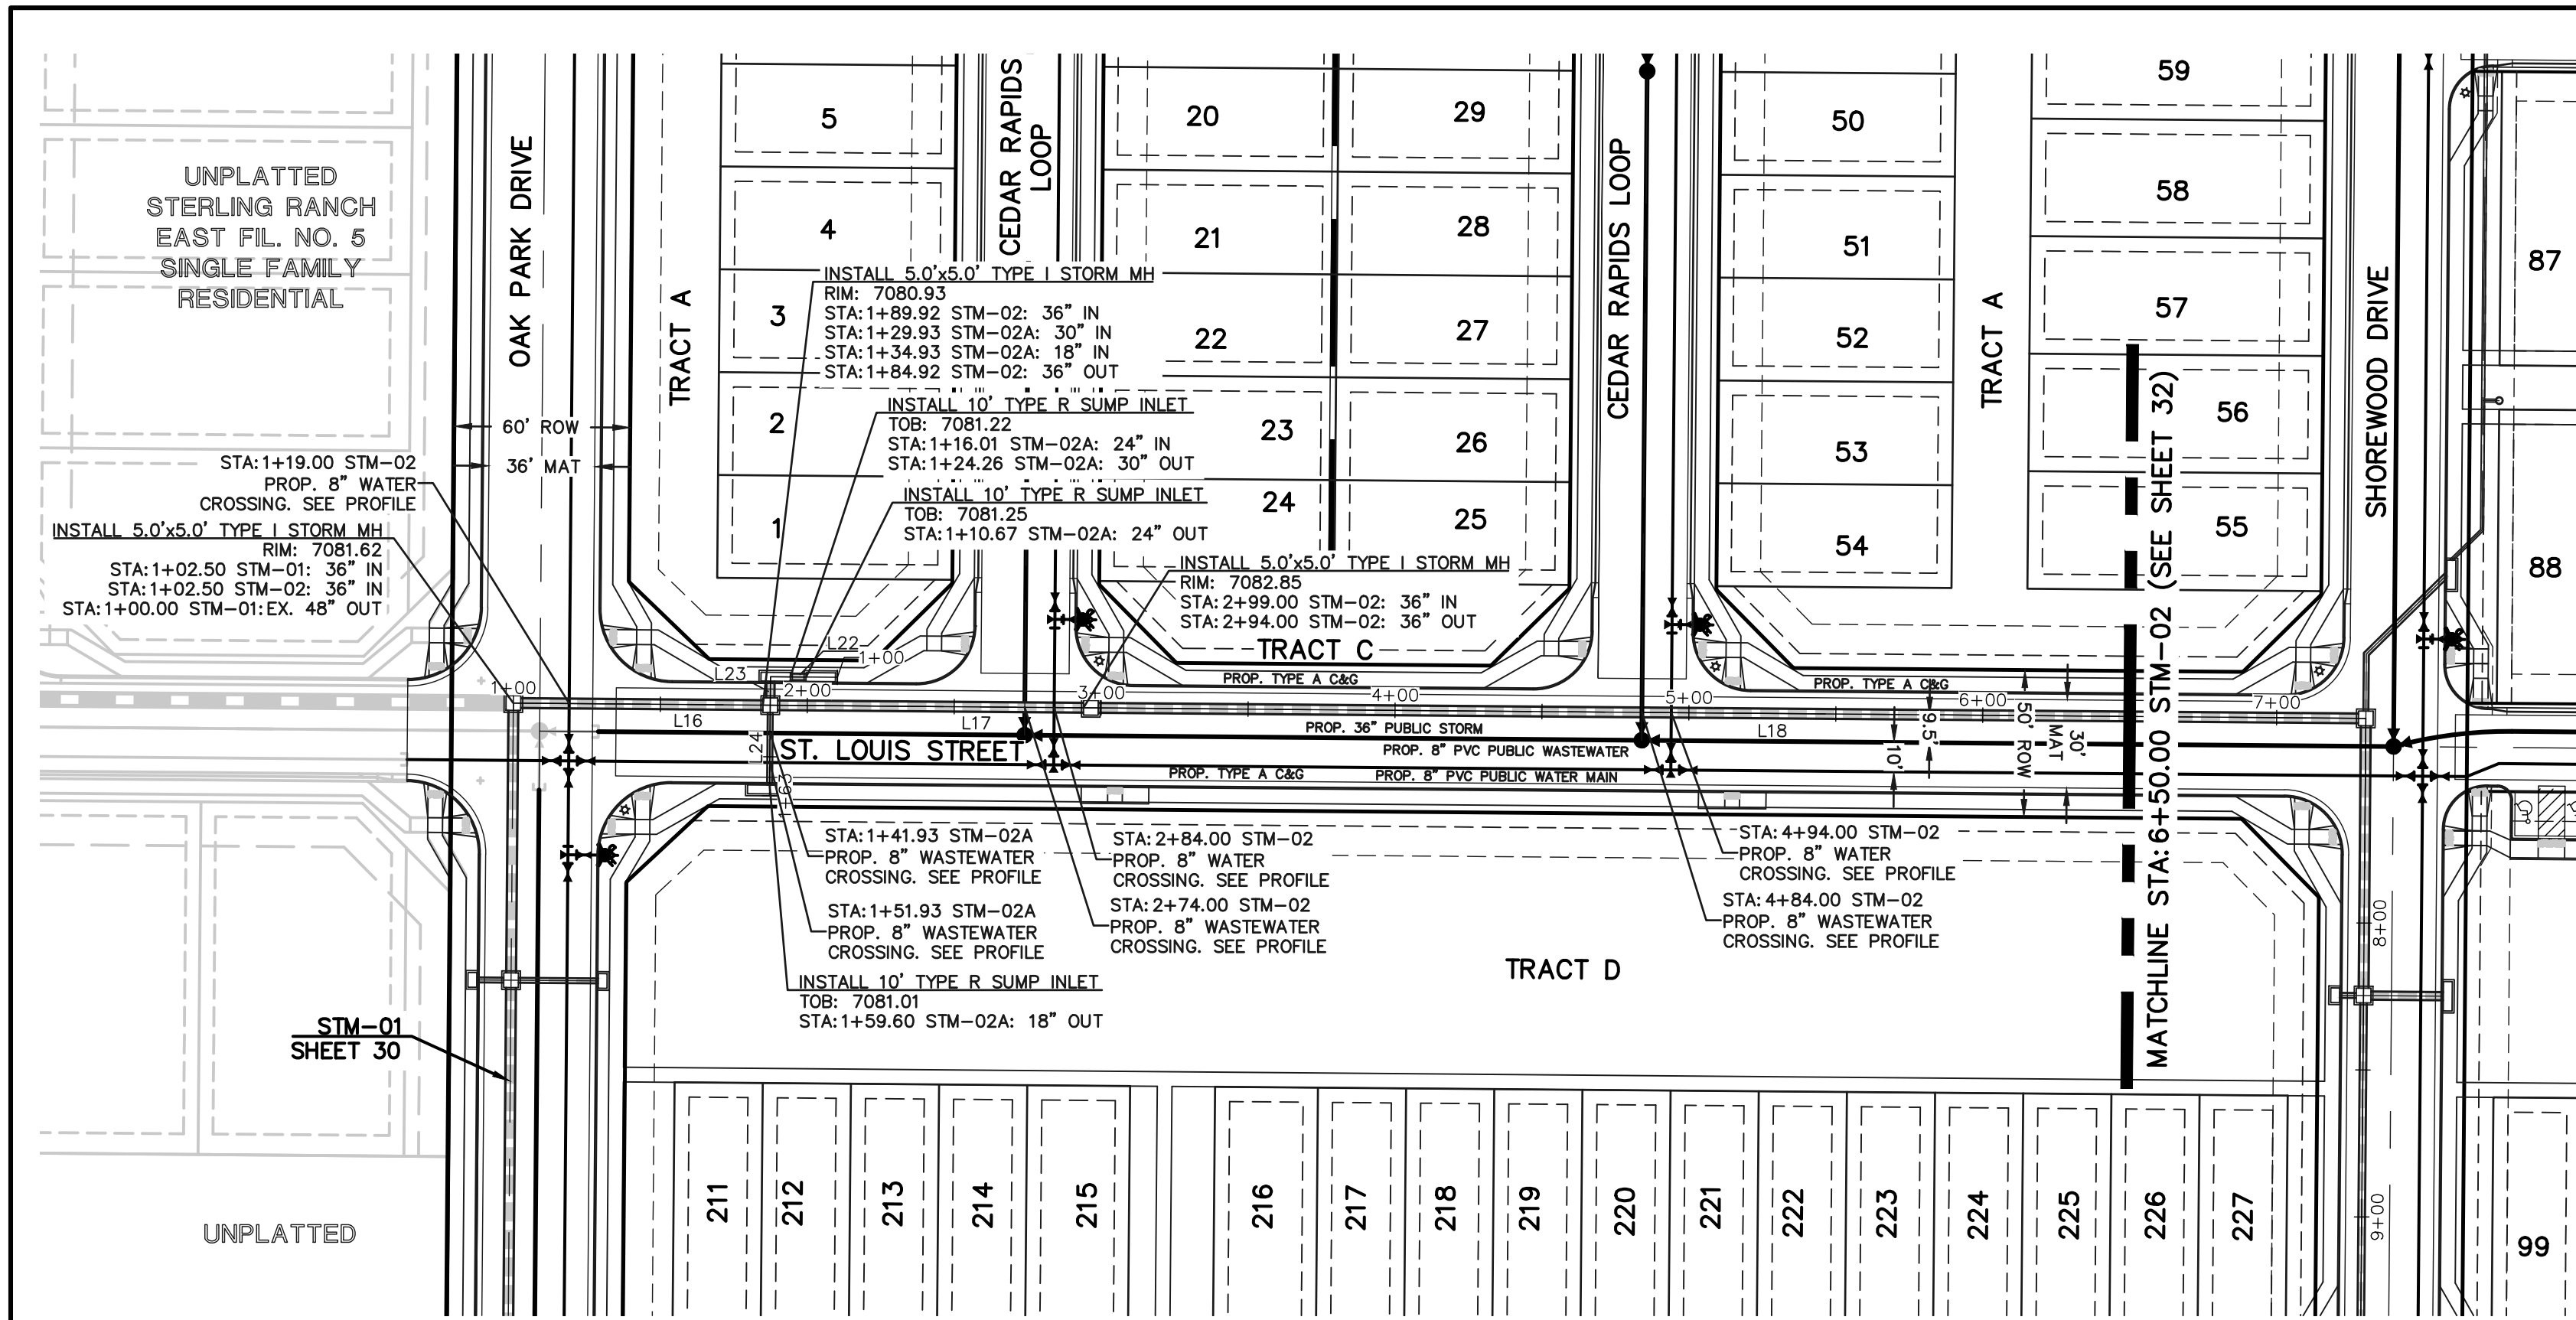 UNPLATTED
STERLING RANCH
EAST FIL. NO. 5
SINGLE FAMILY
RESIDENTIAL
OAK PARK DRIVE
60' ROW
36' MAT
TRACT A
5
4
3
2
1
CEDAR RAPIDS
LOOP
20
21
22
23
24
29
28
27
26
25
CEDAR RAPIDS LOOP
50
51
52
53
54
TRACT A
59
58
57
56
55
SHOREWOOD DRIVE
87
88
INSTALL 5.0'x5.0' TYPE I STORM MH
RIM: 7080.93
STA:1+89.92 STM-02: 36" IN
STA:1+29.93 STM-02A: 30" IN
STA:1+34.93 STM-02A: 18" IN
STA:1+84.92 STM-02: 36" OUT
INSTALL 10' TYPE R SUMP INLET
TOB: 7081.22
STA:1+16.01 STM-02A: 24" IN
STA:1+24.26 STM-02A: 30" OUT
INSTALL 10' TYPE R SUMP INLET
TOB: 7081.25
STA:1+10.67 STM-02A: 24" OUT
INSTALL 5.0'x5.0' TYPE I STORM MH
RIM: 7082.85
STA:2+99.00 STM-02: 36" IN
STA:2+94.00 STM-02: 36" OUT
STA:1+19.00 STM-02
PROP. 8" WATER
CROSSING. SEE PROFILE
INSTALL 5.0'x5.0' TYPE I STORM MH
RIM: 7081.62
STA:1+02.50 STM-01: 36" IN
STA:1+02.50 STM-02: 36" IN
STA:1+00.00 STM-01:EX. 48" OUT
TRACT C
L22
1+00
L23
PROP. TYPE A C&G
PROP. TYPE A C&G
1+00
2+00
3+00
4+00
5+00
6+00
7+00
L16
L17
L18
L24
1+62
PROP. 36" PUBLIC STORM
ST. LOUIS STREET
PROP. 8" PVC PUBLIC WASTEWATER
PROP. TYPE A C&G
PROP. 8" PVC PUBLIC WATER MAIN
9.5'
10'
50' ROW
30'
MAT
MATCHLINE STA:6+50.00 STM-02 (SEE SHEET 32)
STA:1+41.93 STM-02A
PROP. 8" WASTEWATER
CROSSING. SEE PROFILE
STA:1+51.93 STM-02A
PROP. 8" WASTEWATER
CROSSING. SEE PROFILE
INSTALL 10' TYPE R SUMP INLET
TOB: 7081.01
STA:1+59.60 STM-02A: 18" OUT
STA:2+84.00 STM-02
PROP. 8" WATER
CROSSING. SEE PROFILE
STA:2+74.00 STM-02
PROP. 8" WASTEWATER
CROSSING. SEE PROFILE
STA:4+94.00 STM-02
PROP. 8" WATER
CROSSING. SEE PROFILE
STA:4+84.00 STM-02
PROP. 8" WASTEWATER
CROSSING. SEE PROFILE
TRACT D
8+00
9+00
STM-01
SHEET 30
UNPLATTED
211
212
213
214
215
216
217
218
219
220
221
222
223
224
225
226
227
99